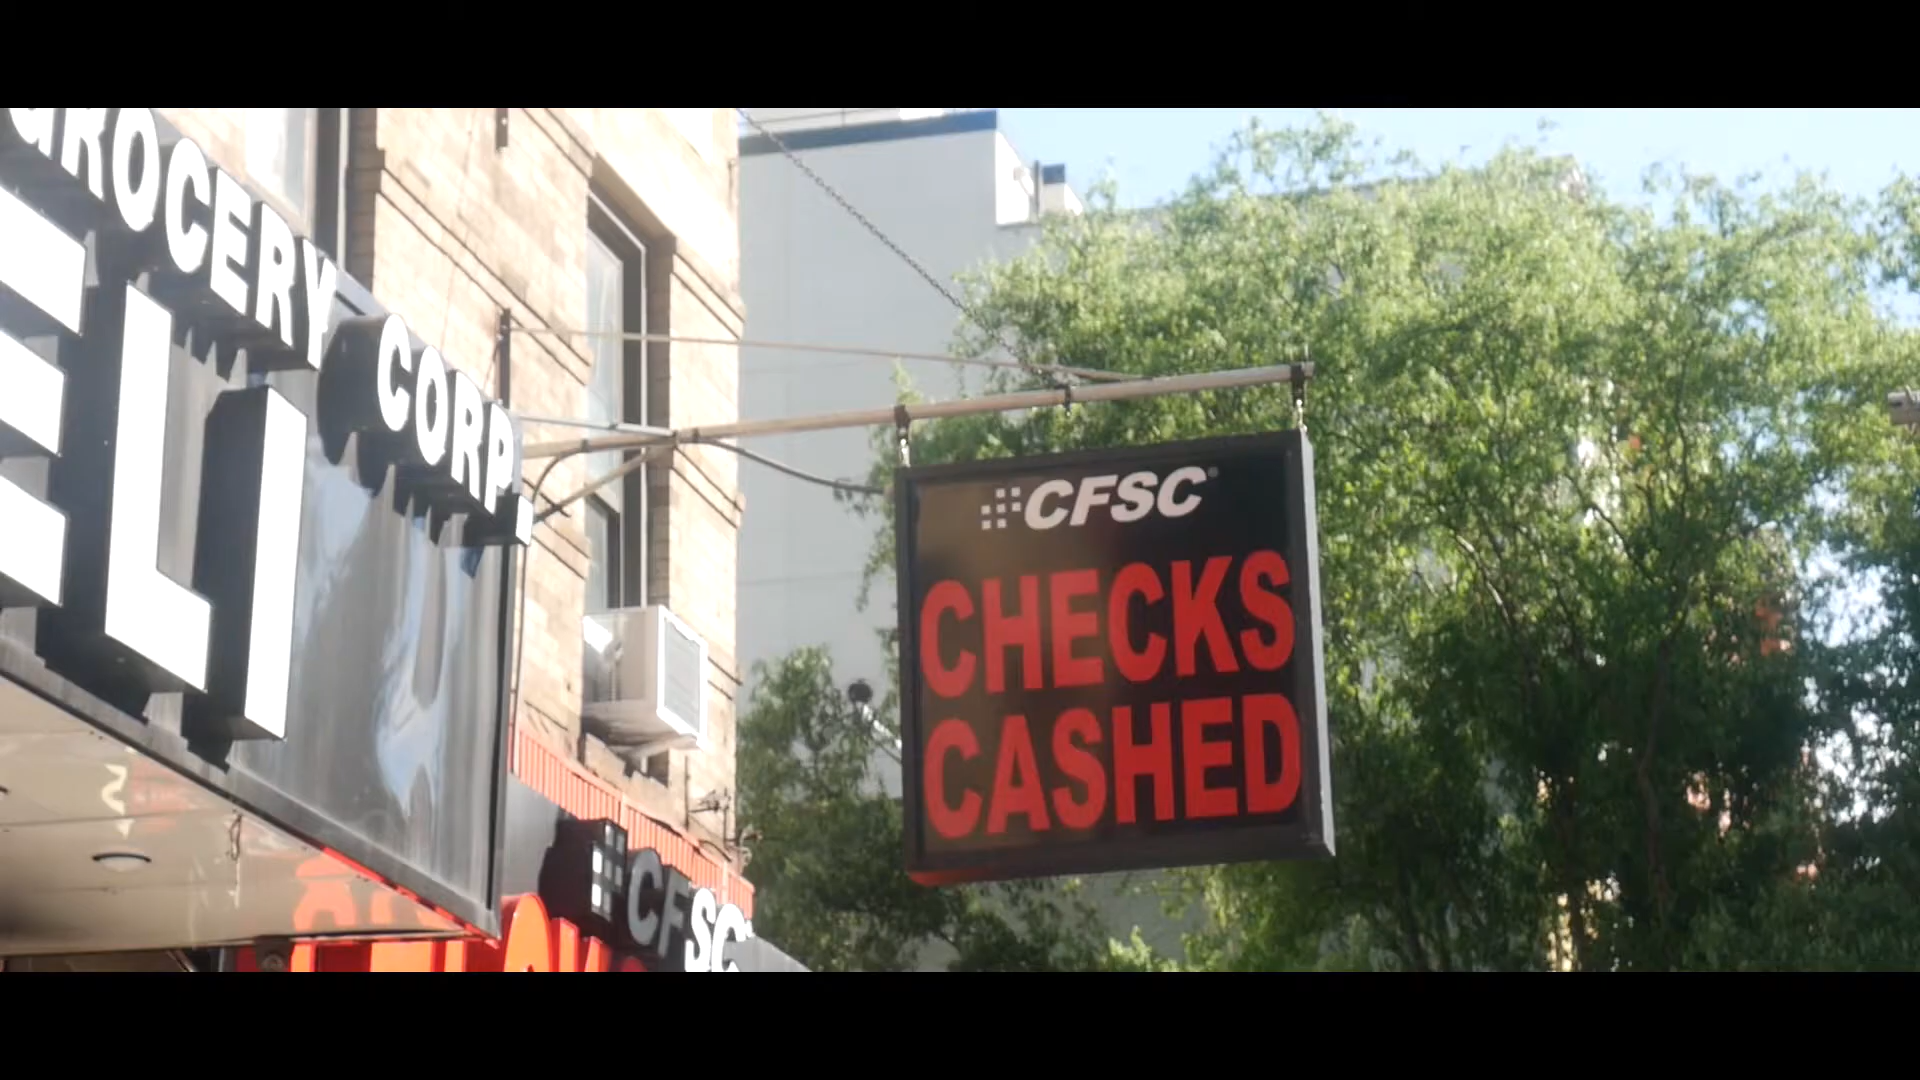 GROCERY CORP.
ELI
CFSC
CHECKS
CASHED
CFSC